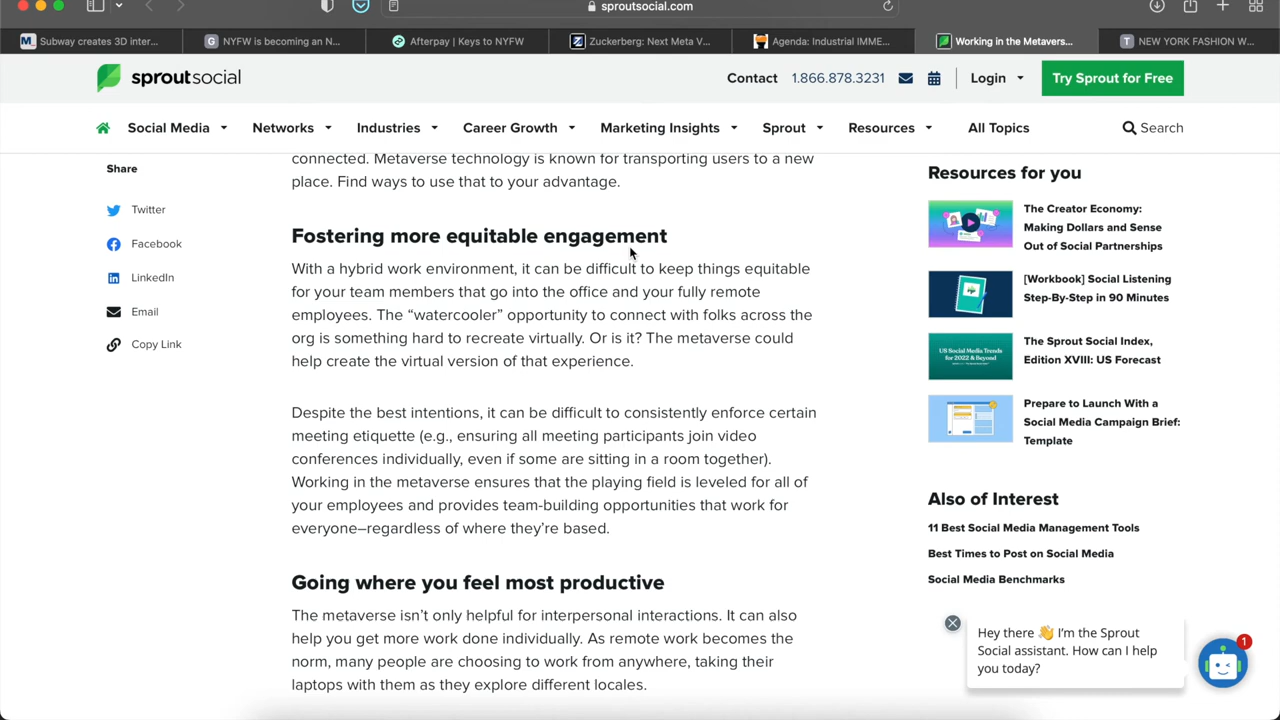 sproutsocial.com
Subway creates 3D inter...
NYFW is becoming an N...
Afterpay | Keys to NYFW
Zuckerberg: Next Meta V...
Agenda: Industrial IMME...
Working in the Metavers...
NEW YORK FASHION W...
sproutsocial
Contact
1.866.878.3231
Login
Try Sprout for Free
Social Media
Networks
Industries
Career Growth
Marketing Insights
Sprout
Resources
All Topics
Search
Share
Twitter
Facebook
LinkedIn
Email
Copy Link
connected. Metaverse technology is known for transporting users to a new
place. Find ways to use that to your advantage.
Fostering more equitable engagement
With a hybrid work environment, it can be difficult to keep things equitable
for your team members that go into the office and your fully remote
employees. The “watercooler” opportunity to connect with folks across the
org is something hard to recreate virtually. Or is it? The metaverse could
help create the virtual version of that experience.
Despite the best intentions, it can be difficult to consistently enforce certain
meeting etiquette (e.g., ensuring all meeting participants join video
conferences individually, even if some are sitting in a room together).
Working in the metaverse ensures that the playing field is leveled for all of
your employees and provides team-building opportunities that work for
everyone–regardless of where they’re based.
Going where you feel most productive
The metaverse isn’t only helpful for interpersonal interactions. It can also
help you get more work done individually. As remote work becomes the
norm, many people are choosing to work from anywhere, taking their
laptops with them as they explore different locales.
Resources for you
The Creator Economy:
Making Dollars and Sense
Out of Social Partnerships
[Workbook] Social Listening
Step-By-Step in 90 Minutes
US Social Media Trends
for 2022 & Beyond
The Sprout Social Index,
Edition XVIII: US Forecast
Prepare to Launch With a
Social Media Campaign Brief:
Template
Also of Interest
11 Best Social Media Management Tools
Best Times to Post on Social Media
Social Media Benchmarks
Hey there 👋 I’m the Sprout
Social assistant. How can I help
you today?
1